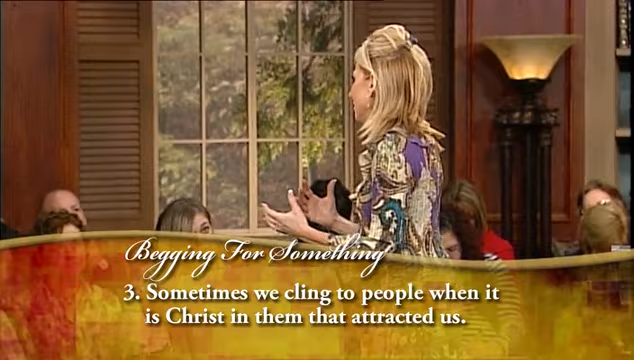 Begging For Something
3. Sometimes we cling to people when it
is Christ in them that attracted us.